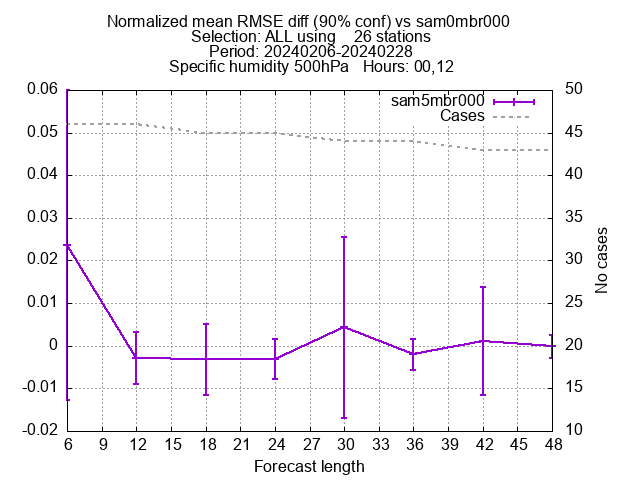 Normalized mean RMSE diff (90% conf) vs sam0mbr000
Selection: ALL using    26 stations
Period: 20240206-20240228
Specific humidity 500hPa   Hours: 00,12
sam5mbr000
Cases
0.06
0.05
0.04
0.03
0.02
0.01
0
-0.01
-0.02
50
45
40
35
30
25
20
15
10
No cases
6 9 12 15 18 21 24 27 30 33 36 39 42 45 48
Forecast length